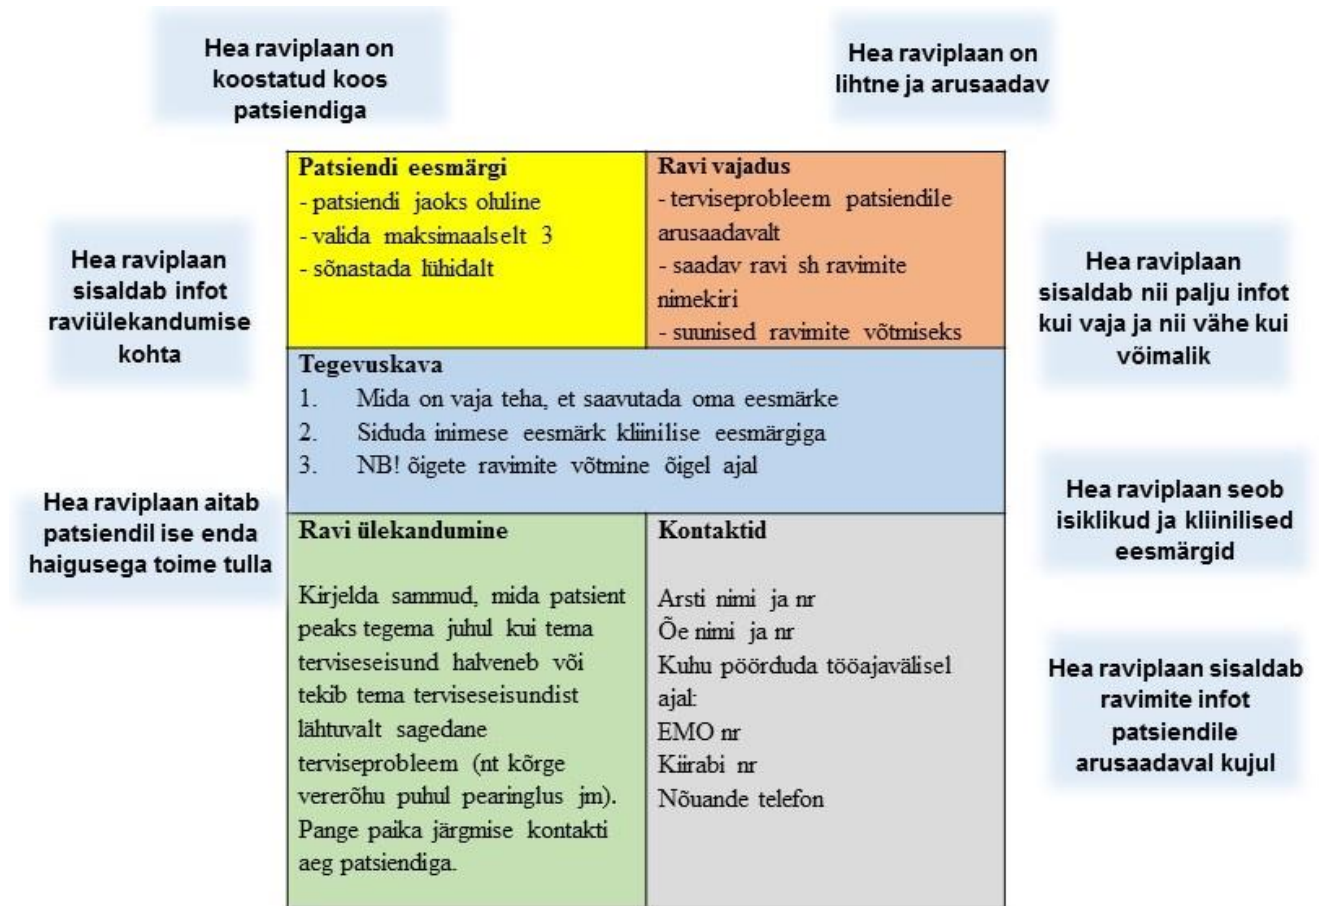 Hea raviplaan on
koostatud koos
patsiendiga
Hea raviplaan on
lihtne ja arusaadav
Hea raviplaan
sisaldab infot
raviülekandumise
kohta
Hea raviplaan aitab
patsiendil ise enda
haigusega toime tulla
Patsiendi eesmärgi
- patsiendi jaoks oluline
- valida maksimaalselt 3
- sõnastada lühidalt
Ravi vajadus
- terviseprobleem patsiendile
arusaadavalt
- saadav ravi sh ravimite
nimekiri
- suunised ravimite võtmiseks
Tegevuskava
1. Mida on vaja teha, et saavutada oma eesmärke
2. Siduda inimese eesmärk kliinilise eesmärgiga
3. NB! õigete ravimite võtmine õigel ajal
Ravi ülekandumine
Kirjelda sammud, mida patsient
peaks tegema juhul kui tema
terviseseisund halveneb või
tekib tema terviseseisundist
lähtuvalt sagedane
terviseprobleem (nt kõrge
vererõhu puhul pearinglus jm).
Pange paika järgmise kontakti
aeg patsiendiga.
Kontaktid
Arsti nimi ja nr
Õe nimi ja nr
Kuhu pöörduda tööajavälisel
ajal:
EMO nr
Kiirabi nr
Nõuande telefon
Hea raviplaan
sisaldab nii palju infot
kui vaja ja nii vähe kui
võimalik
Hea raviplaan seob
isiklikud ja kliinilised
eesmärgid
Hea raviplaan sisaldab
ravimite infot
patsiendile
arusaadaval kujul